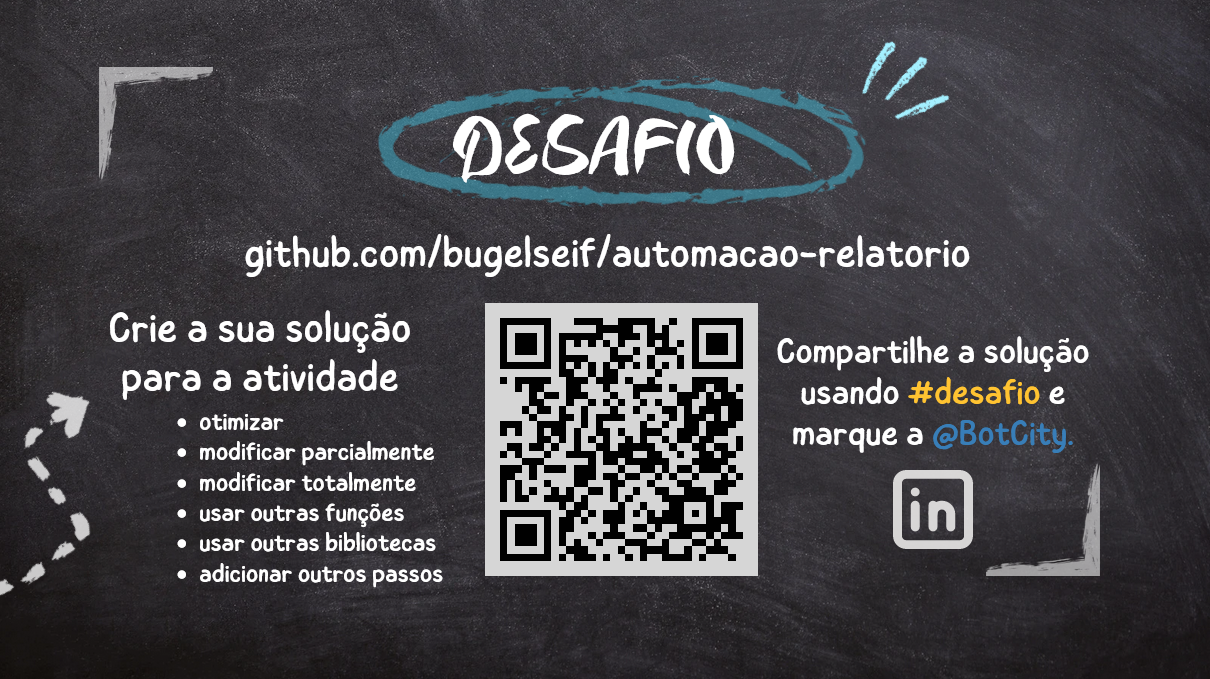 DESAFIO
github.com/bugelseif/automacao-relatorio
Crie a sua solução
para a atividade
• otimizar
• modificar parcialmente
• modificar totalmente
• usar outras funções
• usar outras bibliotecas
• adicionar outros passos
Compartilhe a solução
usando #desafio e
marque a @BotCity.
in